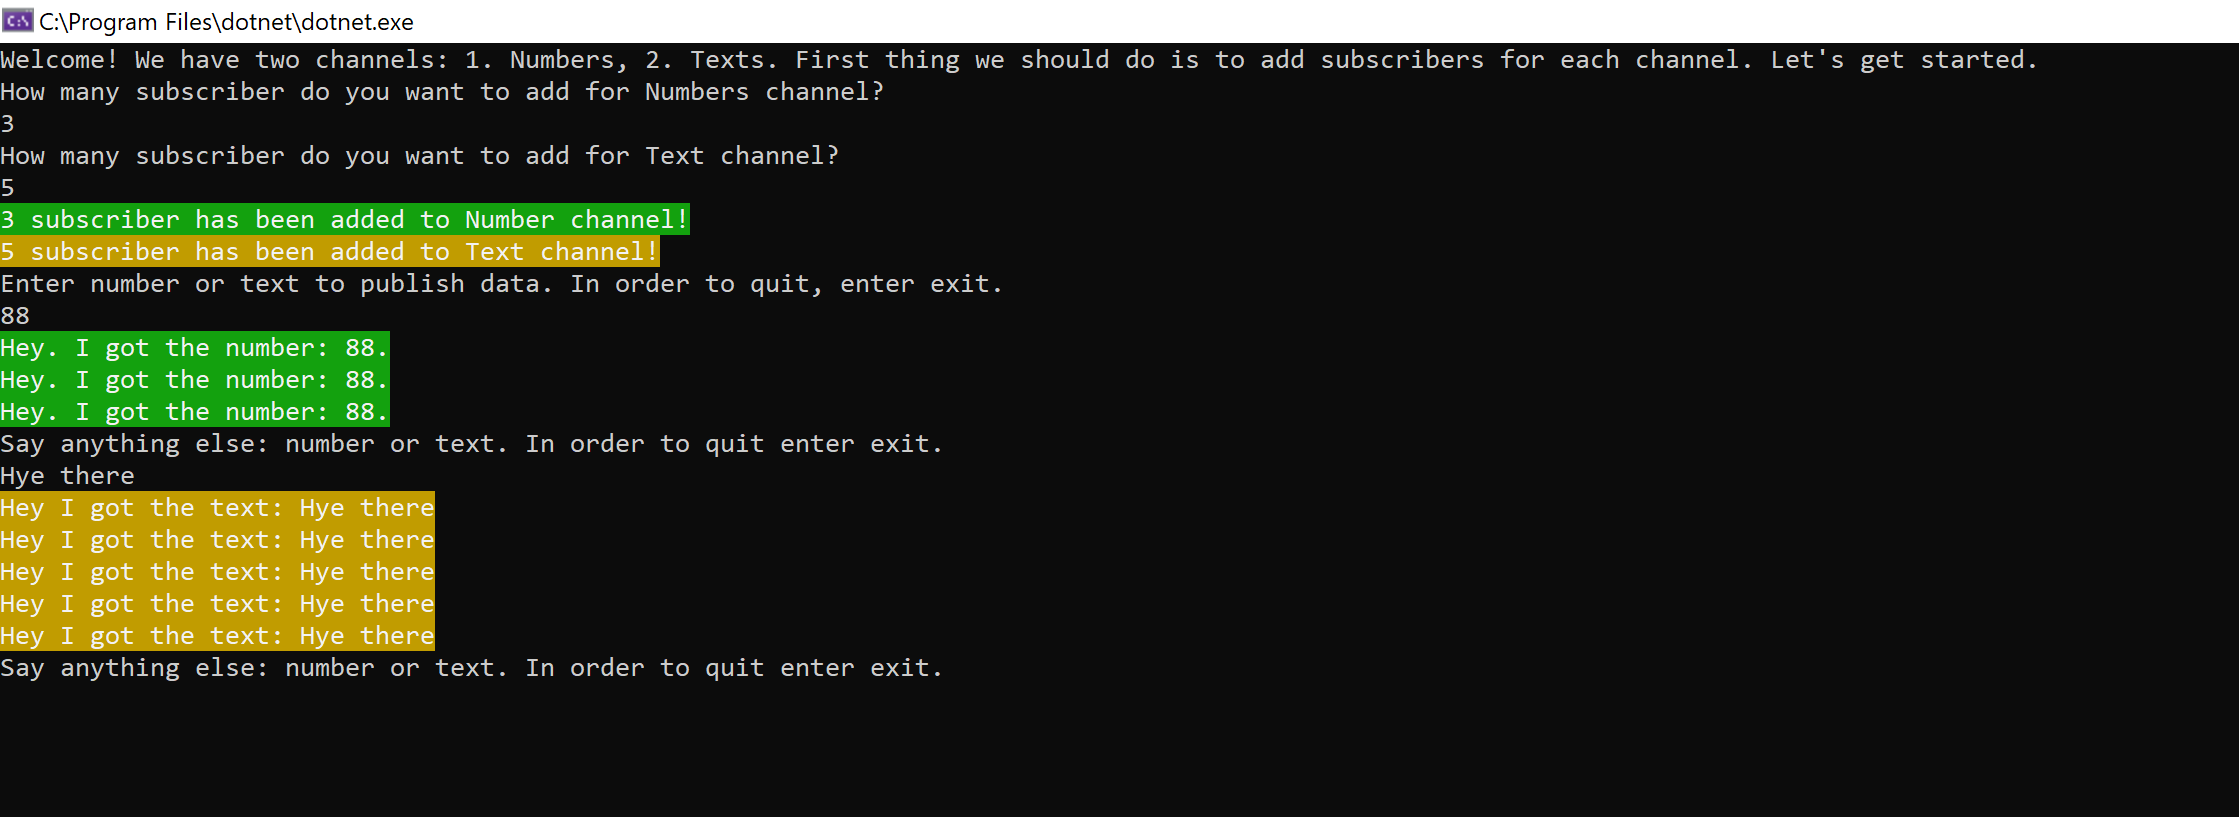 C:\Program Files\dotnet\dotnet.exe
Welcome! We have two channels: 1. Numbers, 2. Texts. First thing we should do is to add subscribers for each channel. Let's get started.
How many subscriber do you want to add for Numbers channel?
3
How many subscriber do you want to add for Text channel?
5
3 subscriber has been added to Number channel!
5 subscriber has been added to Text channel!
Enter number or text to publish data. In order to quit, enter exit.
88
Hey. I got the number: 88.
Hey. I got the number: 88.
Hey. I got the number: 88.
Say anything else: number or text. In order to quit enter exit.
Hye there
Hey I got the text: Hye there
Hey I got the text: Hye there
Hey I got the text: Hye there
Hey I got the text: Hye there
Hey I got the text: Hye there
Say anything else: number or text. In order to quit enter exit.